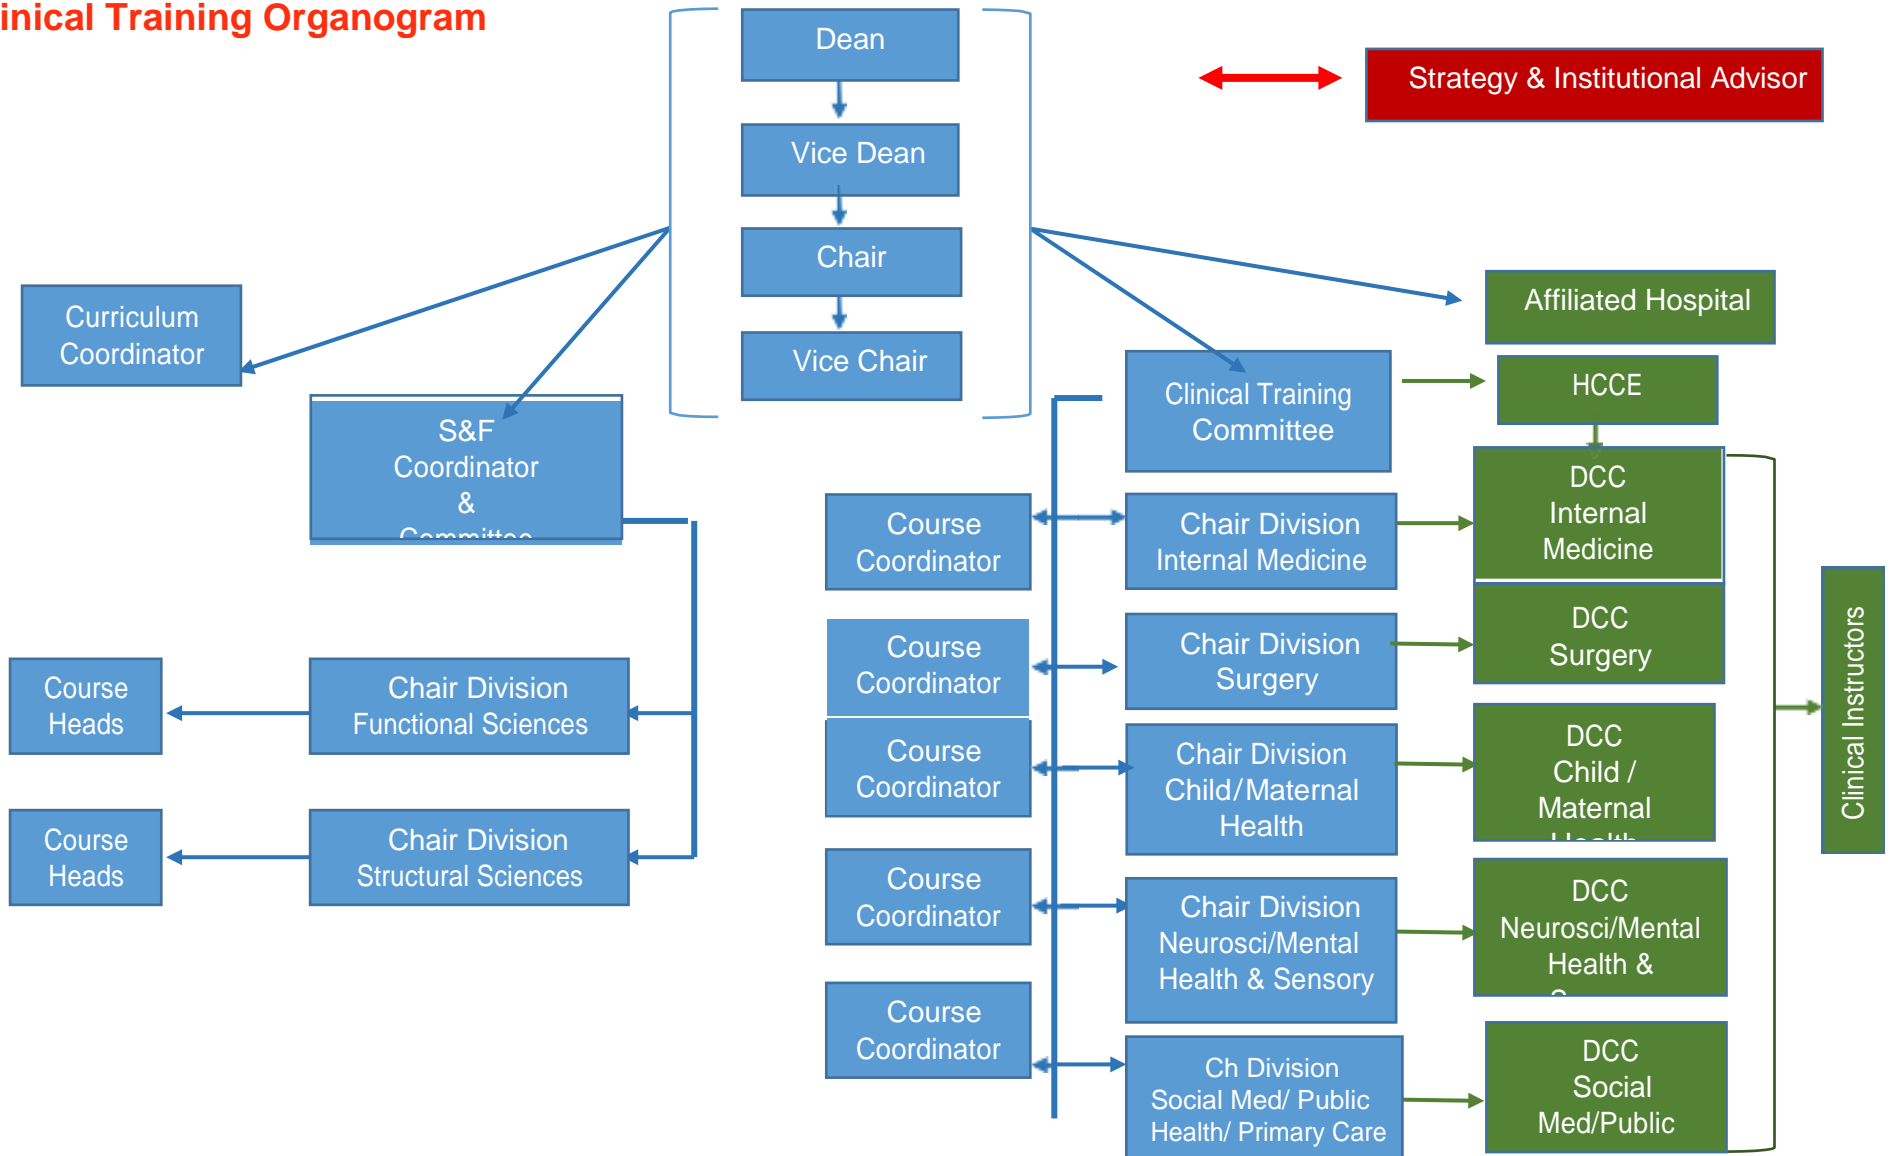 inical Training Organogram
Dean
Strategy & Institutional Advisor
Vice Dean
Chair
Vice Chair
Affiliated Hospital
Curriculum
Coordinator
S&F
Coordinator
&
Committee
Clinical Training
Committee
HCCE
Course
Coordinator
Chair Division
Internal Medicine
DCC
Internal
Medicine
Course
Coordinator
Chair Division
Surgery
DCC
Surgery
Clinical Instructors
Course
Heads
Chair Division
Functional Sciences
Course
Coordinator
Chair Division
Child/Maternal
Health
DCC
Child /
Maternal
Health
Course
Heads
Chair Division
Structural Sciences
Course
Coordinator
Chair Division
Neurosci/Mental
Health & Sensory
DCC
Neurosci/Mental
Health &
Course
Coordinator
Ch Division
Social Med/ Public
Health/ Primary Care
DCC
Social
Med/Public